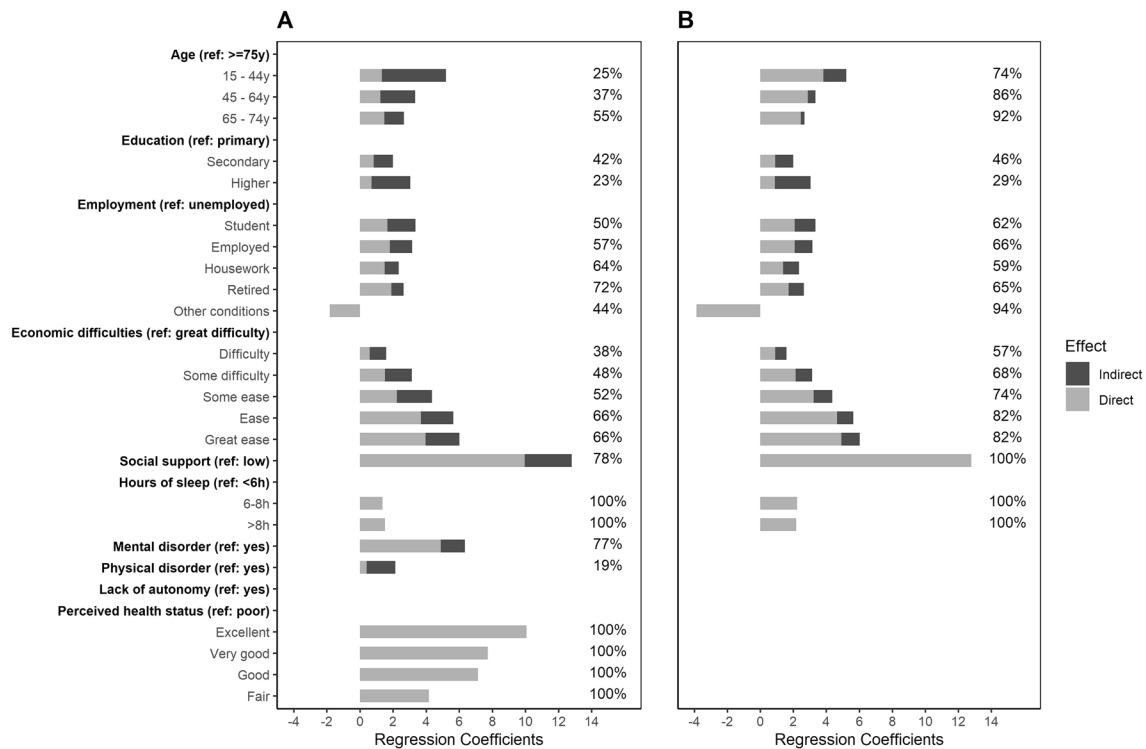 A B
Age (ref: >=75y)
15 - 44y 25% 74%
45 - 64y 37% 86%
65 - 74y 55% 92%
Education (ref: primary)
Secondary 42% 46%
Higher 23% 29%
Employment (ref: unemployed)
Student 50% 62%
Employed 57% 66%
Housework 64% 59%
Retired 72% 65%
Other conditions 44% 94%
Economic difficulties (ref: great difficulty)
Difficulty 38% 57%
Some difficulty 48% 68%
Some ease 52% 74%
Ease 66% 82%
Great ease 66% 82%
Social support (ref: low) 78% 100%
Hours of sleep (ref: <6h)
6-8h 100% 100%
>8h 100% 100%
Mental disorder (ref: yes) 77%
Physical disorder (ref: yes) 19%
Lack of autonomy (ref: yes)
Perceived health status (ref: poor)
Excellent 100%
Very good 100%
Good 100%
Fair 100%
-4 -2 0 2 4 6 8 10 12 14 -4 -2 0 2 4 6 8 10 12 14
Regression Coefficients Regression Coefficients
Effect
Indirect
Direct